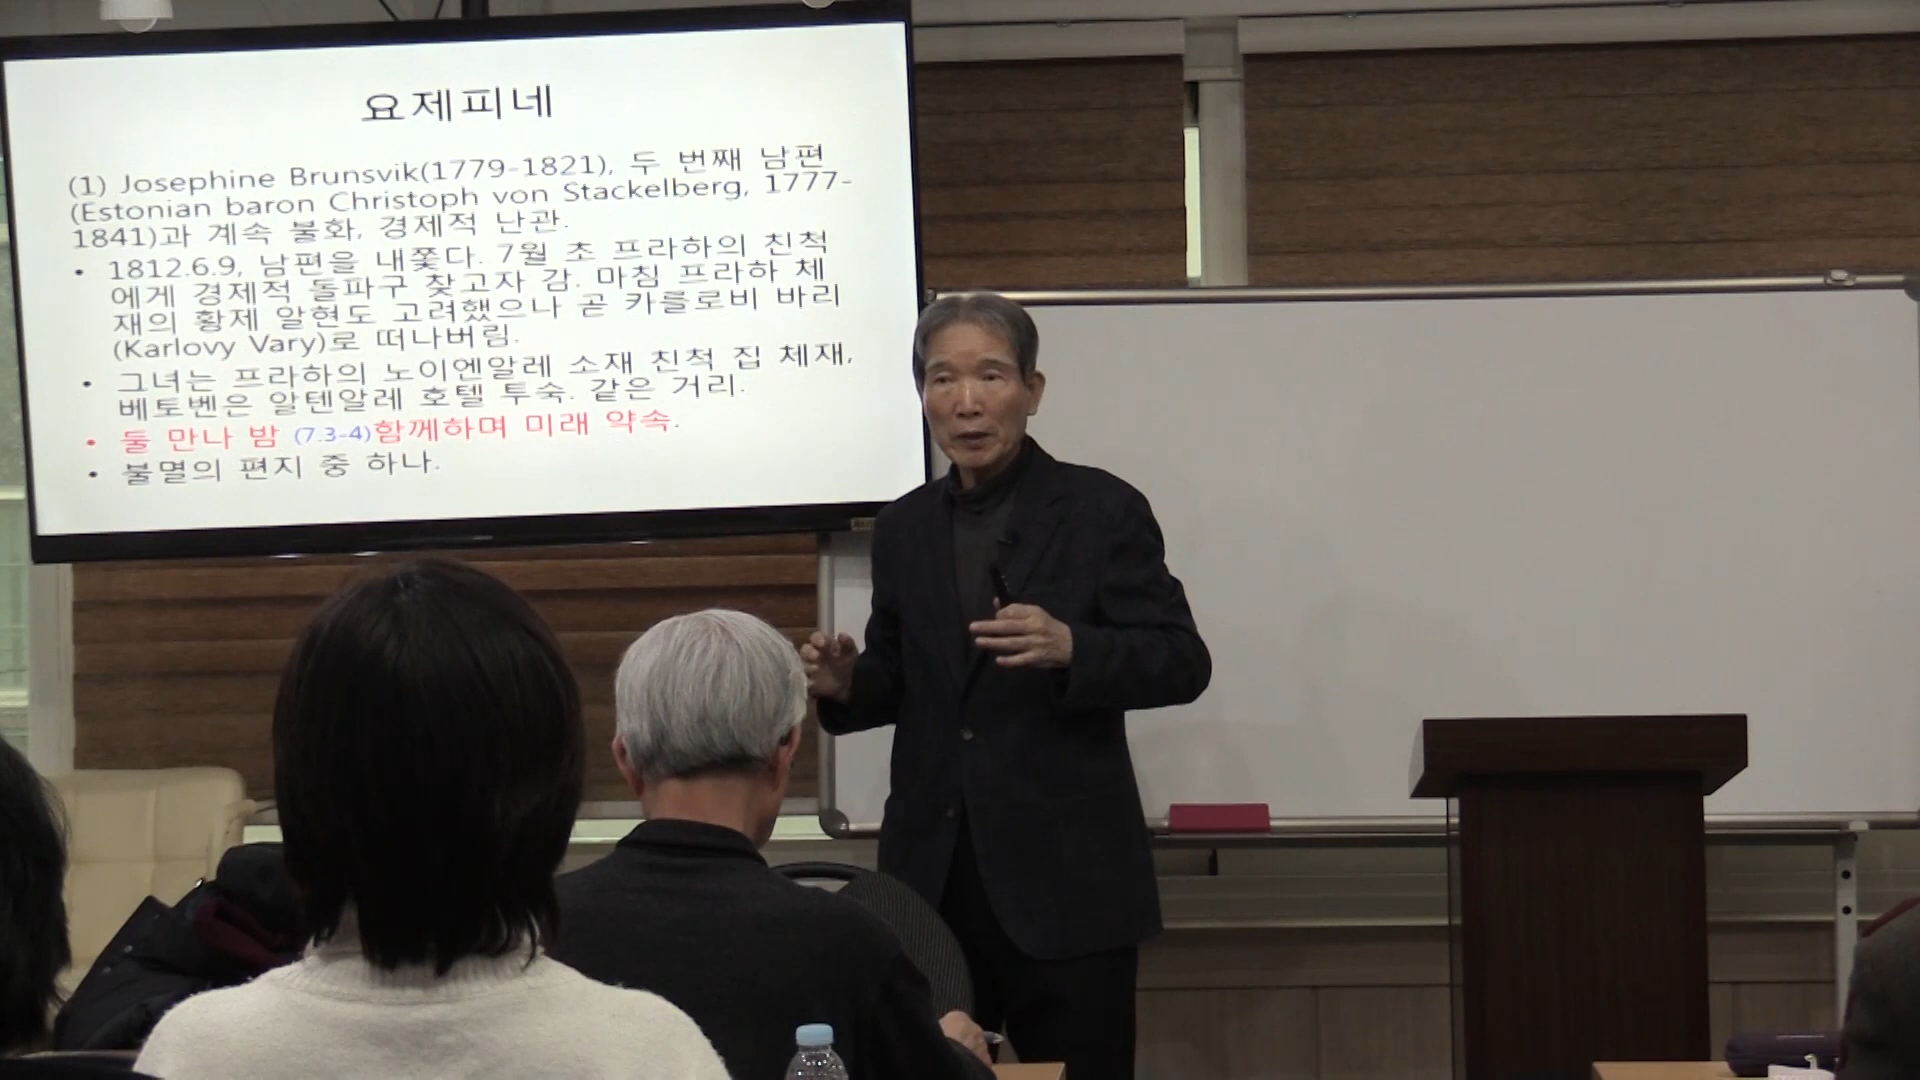 요제피네
(1) Josephine Brunsvik(1779-1821), 두 번째 남편
(Estonian baron Christoph von Stackelberg, 1777-
1841)과 계속 불화, 경제적 난관.
• 1812.6.9, 남편을 내쫓다. 7월 초 프라하의 친척
에게 경제적 돌파구 찾고자 감. 마침 프라하 체
재의 황제 알현도 고려했으나 곧 카를로비 바리
(Karlovy Vary)로 떠나버림.
• 그녀는 프라하의 노이엔알레 소재 친척 집 체재,
베토벤은 알텐알레 호텔 투숙. 같은 거리.
• 둘 만나 밤 (7.3-4)함께하며 미래 약속.
• 불멸의 편지 중 하나.